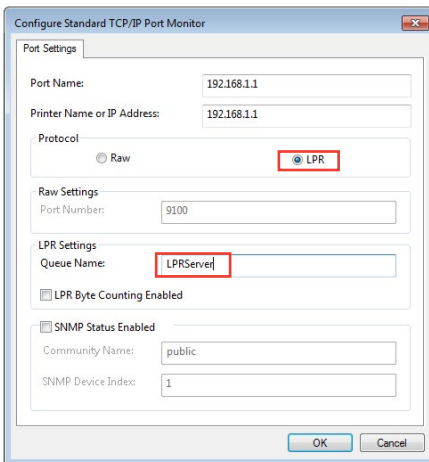 Configure Standard TCP/IP Port Monitor
Port Settings
Port Name: 192.168.1.1
Printer Name or IP Address: 192.168.1.1
Protocol
Raw LPR
Raw Settings
Port Number: 9100
LPR Settings
Queue Name: LPRServer
LPR Byte Counting Enabled
SNMP Status Enabled
Community Name: public
SNMP Device Index: 1
OK Cancel